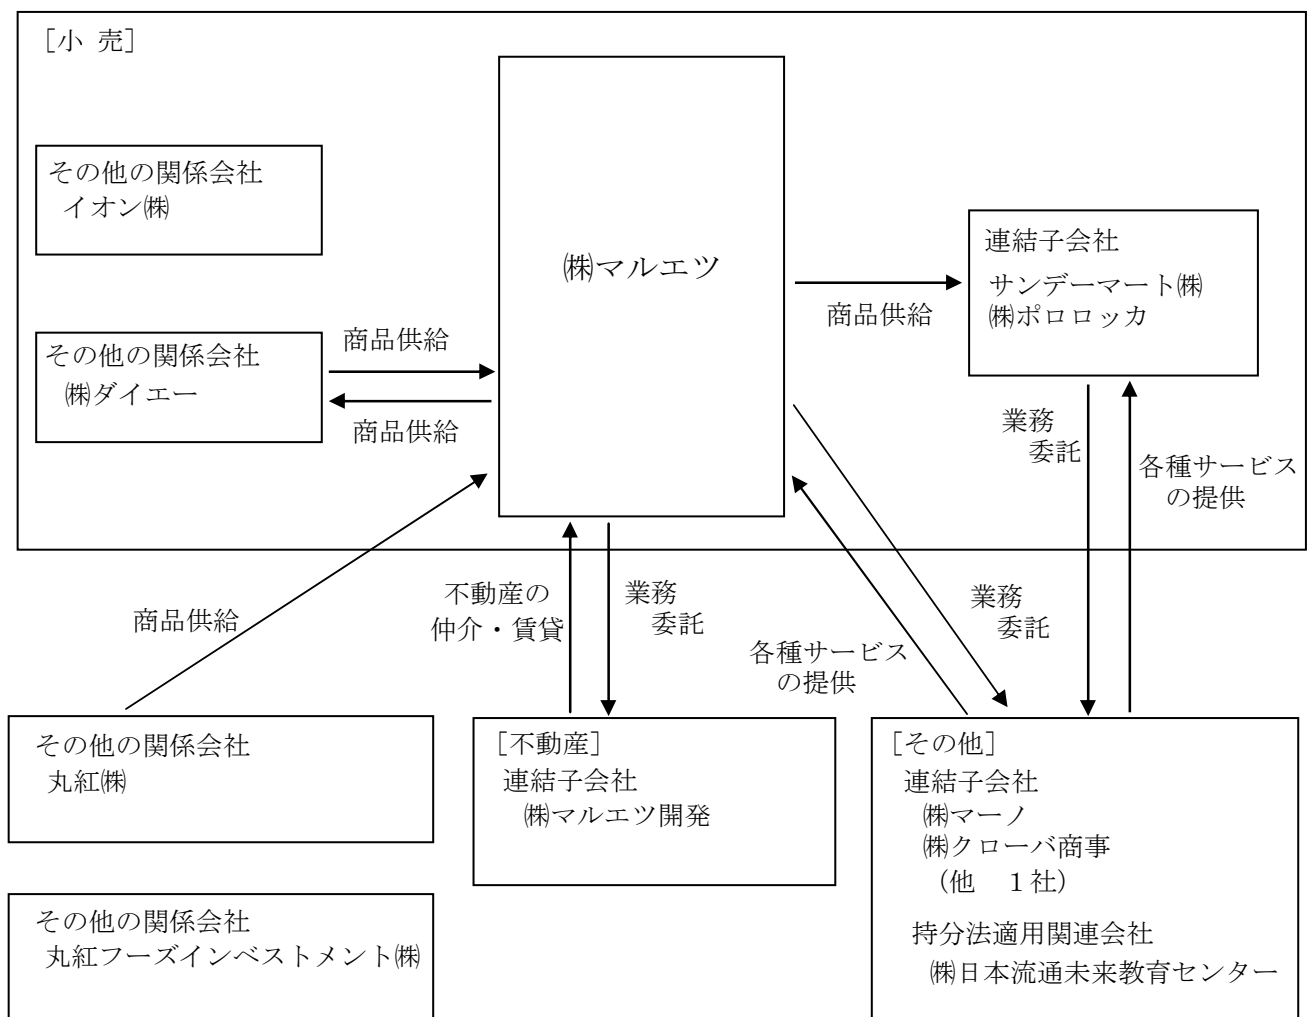 ［小 売］
その他の関係会社
イオン㈱
㈱マルエツ
連結子会社
サンデーマート㈱
㈱ポロロッカ
商品供給
その他の関係会社
㈱ダイエー
商品供給
商品供給
業務
委託
各種サービス
の提供
商品供給
不動産の
仲介・賃貸
業務
委託
各種サービス
の提供
業務
委託
その他の関係会社
丸紅㈱
［不動産］
連結子会社
㈱マルエツ開発
［その他］
連結子会社
㈱マーノ
㈱クローバ商事
（他　１社）
持分法適用関連会社
㈱日本流通未来教育センター
その他の関係会社
丸紅フーズインベストメント㈱